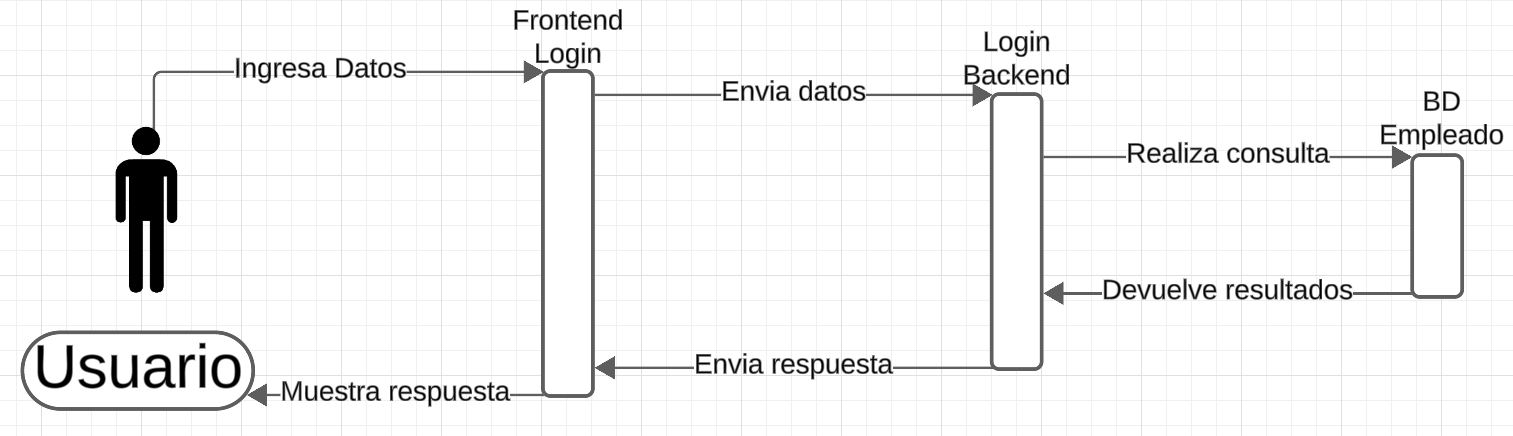 Frontend
Login
Ingresa Datos
Login
Backend
Envia datos
BD
Empleado
Realiza consulta
Devuelve resultados
Envia respuesta
Usuario
Muestra respuesta